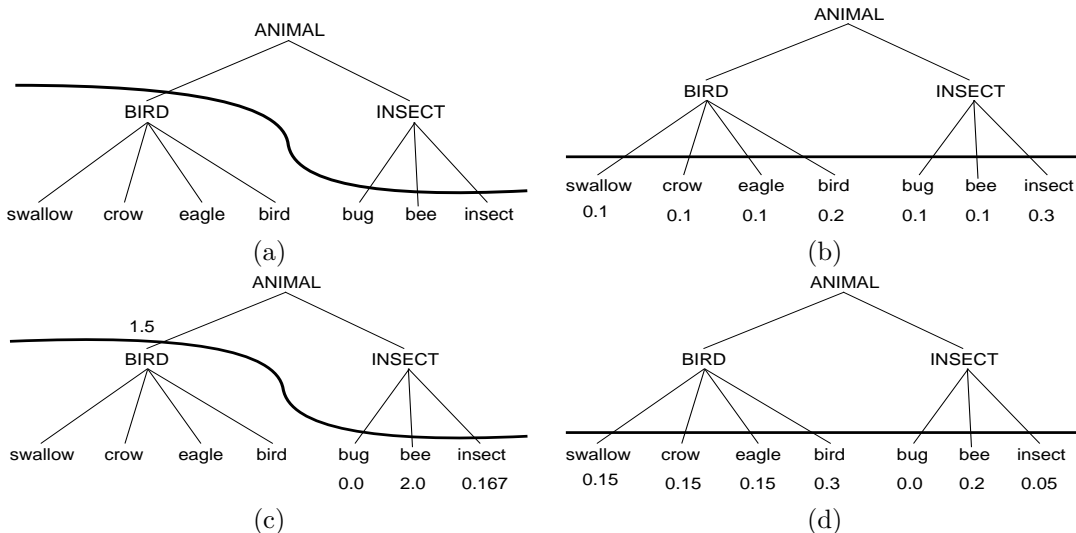 ANIMAL
BIRD INSECT
swallow crow eagle bird bug bee insect
(a)
ANIMAL
BIRD INSECT
swallow crow eagle bird bug bee insect
0.1 0.1 0.1 0.2 0.1 0.1 0.3
(b)
ANIMAL
1.5
BIRD INSECT
swallow crow eagle bird bug bee insect
0.0 2.0 0.167
(c)
ANIMAL
BIRD INSECT
swallow crow eagle bird bug bee insect
0.15 0.15 0.15 0.3 0.0 0.2 0.05
(d)